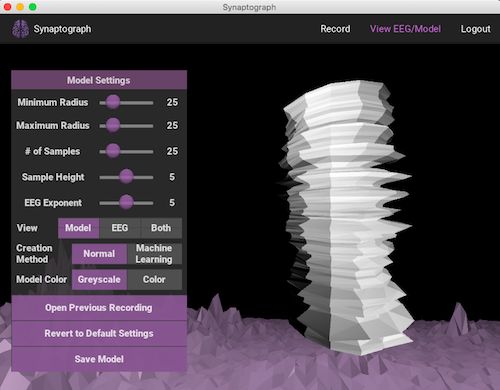 Synaptograph
Synaptograph Record View EEG/Model Logout
Model Settings
Minimum Radius 25
Maximum Radius 25
# of Samples 25
Sample Height 5
EEG Exponent 5
View Model EEG Both
Creation Method Normal Machine Learning
Model Color Greyscale Color
Open Previous Recording
Revert to Default Settings
Save Model